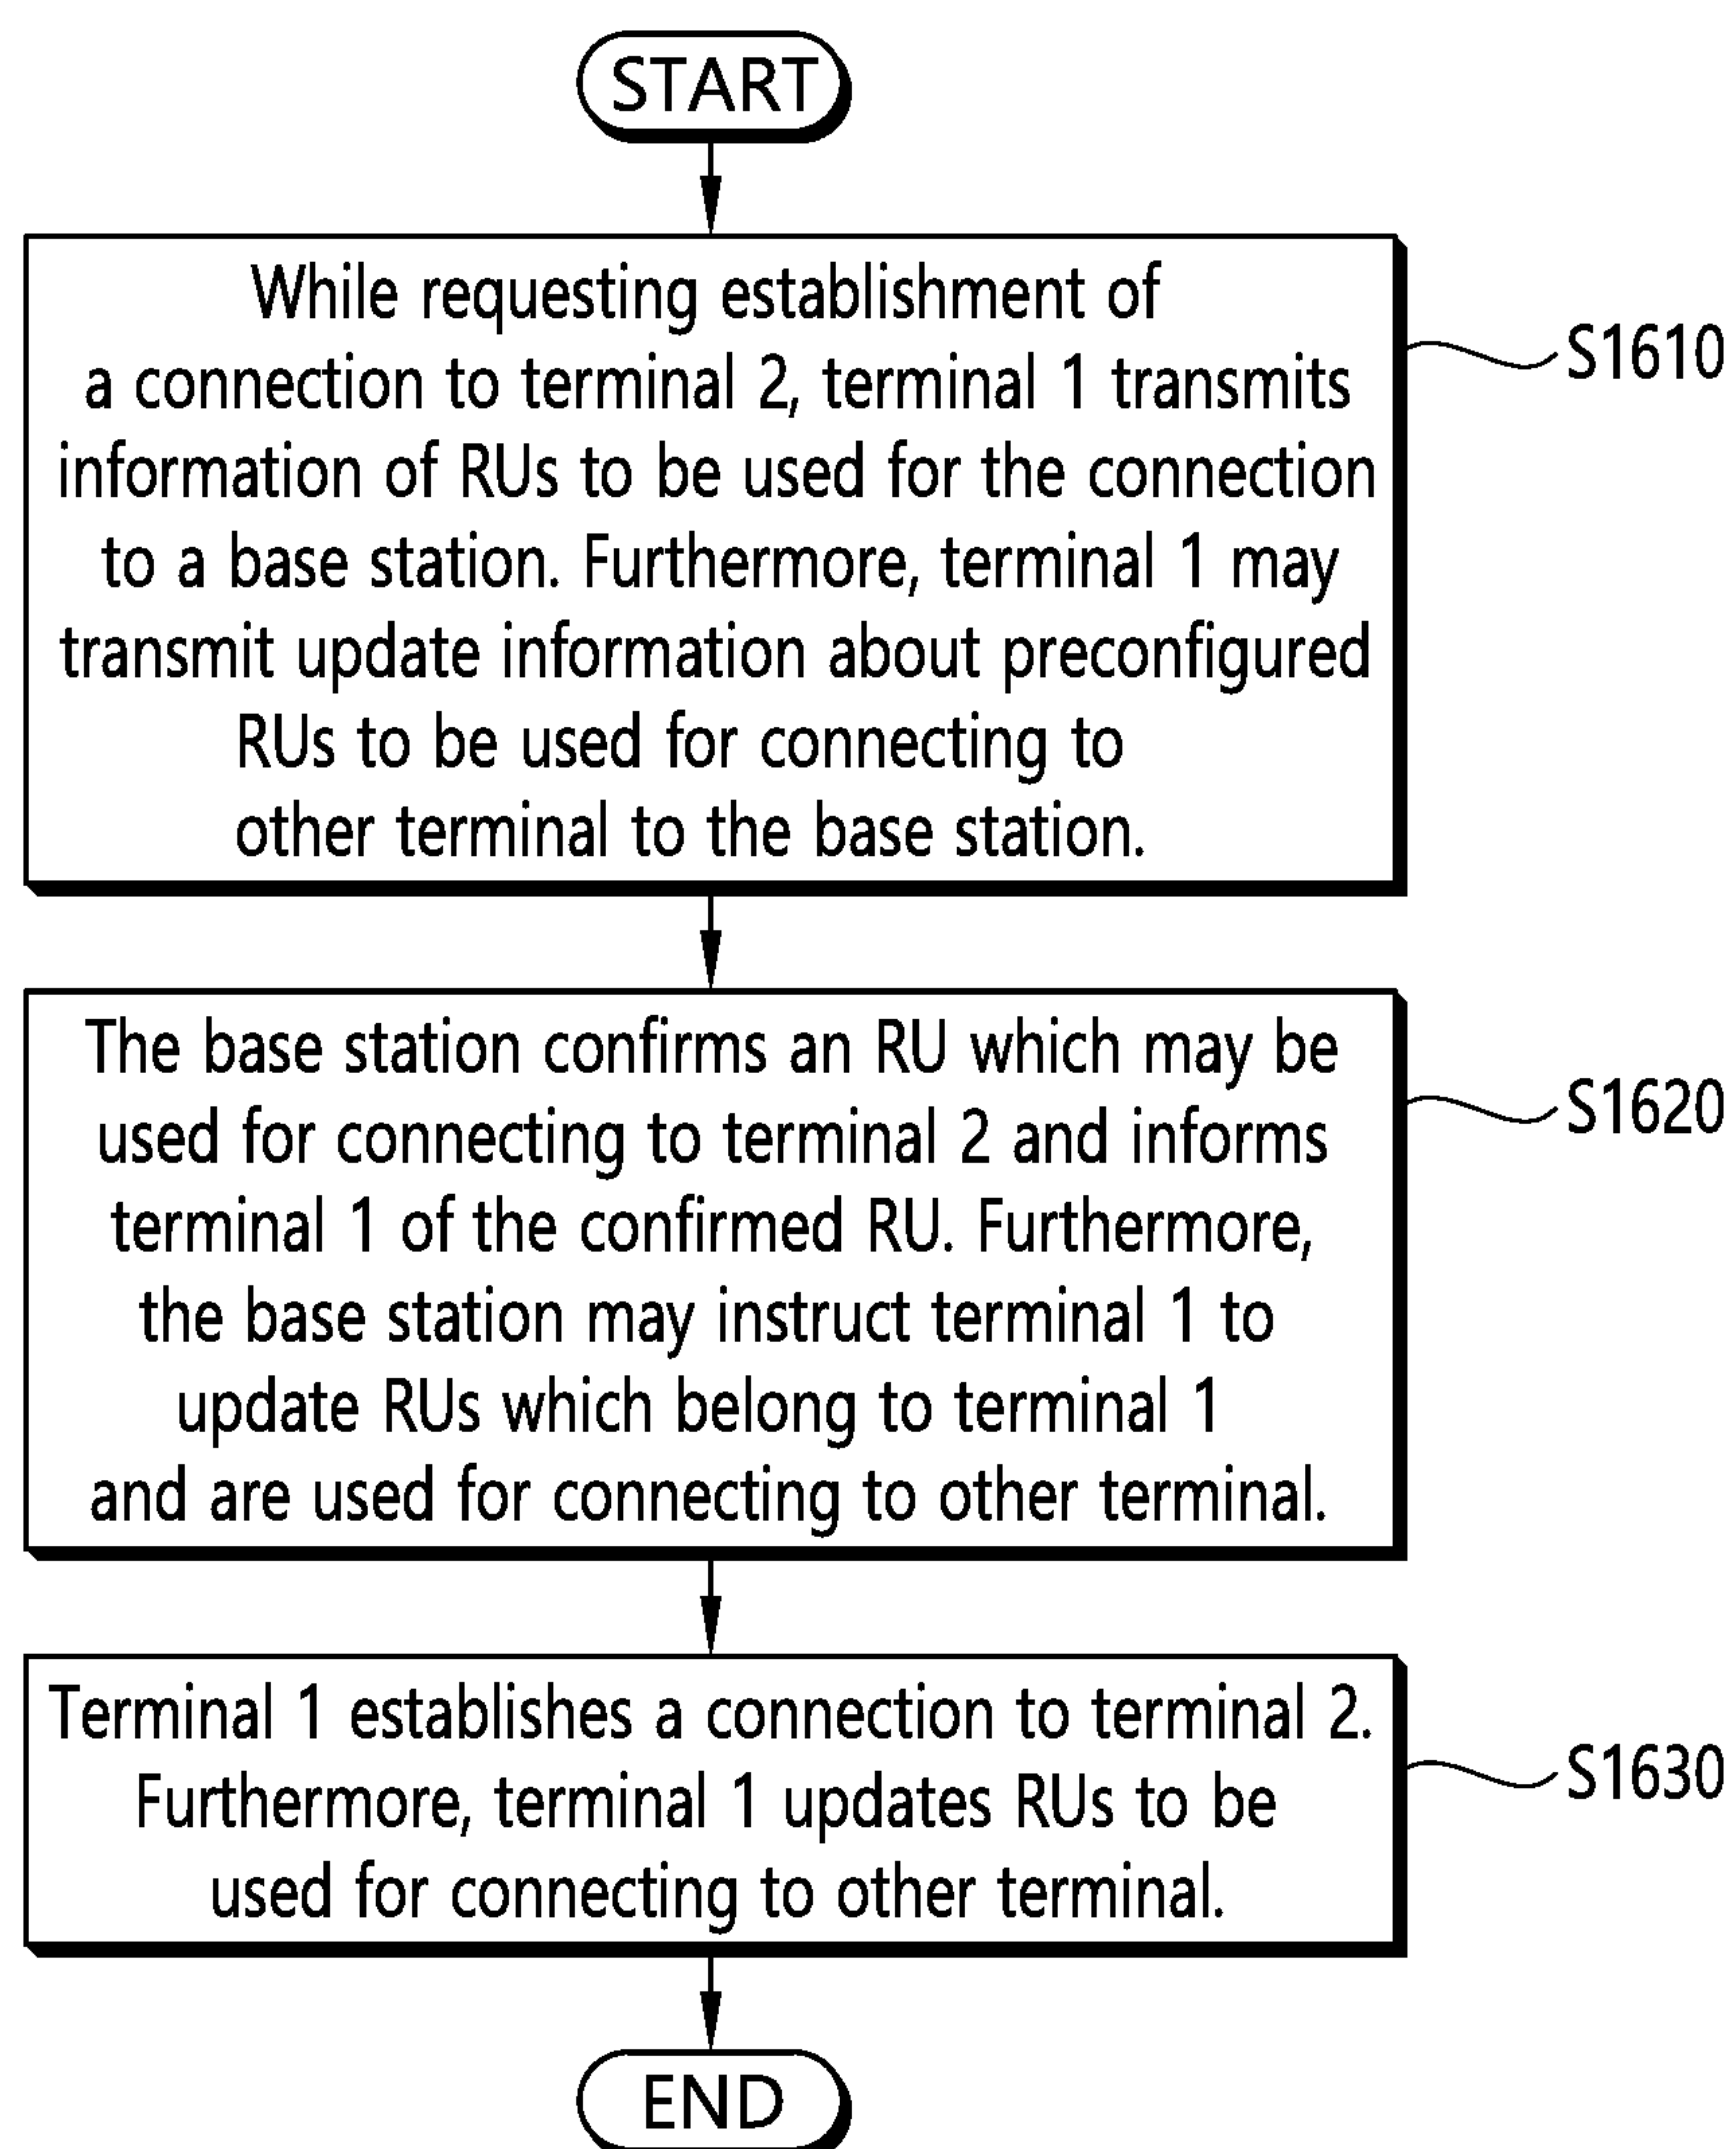 START
While requesting establishment of
a connection to terminal 2, terminal 1 transmits
information of RUs to be used for the connection
to a base station. Furthermore, terminal 1 may
transmit update information about preconfigured
RUs to be used for connecting to
other terminal to the base station.
S1610
The base station confirms an RU which may be
used for connecting to terminal 2 and informs
terminal 1 of the confirmed RU. Furthermore,
the base station may instruct terminal 1 to
update RUs which belong to terminal 1
and are used for connecting to other terminal.
S1620
Terminal 1 establishes a connection to terminal 2.
Furthermore, terminal 1 updates RUs to be
used for connecting to other terminal.
S1630
END